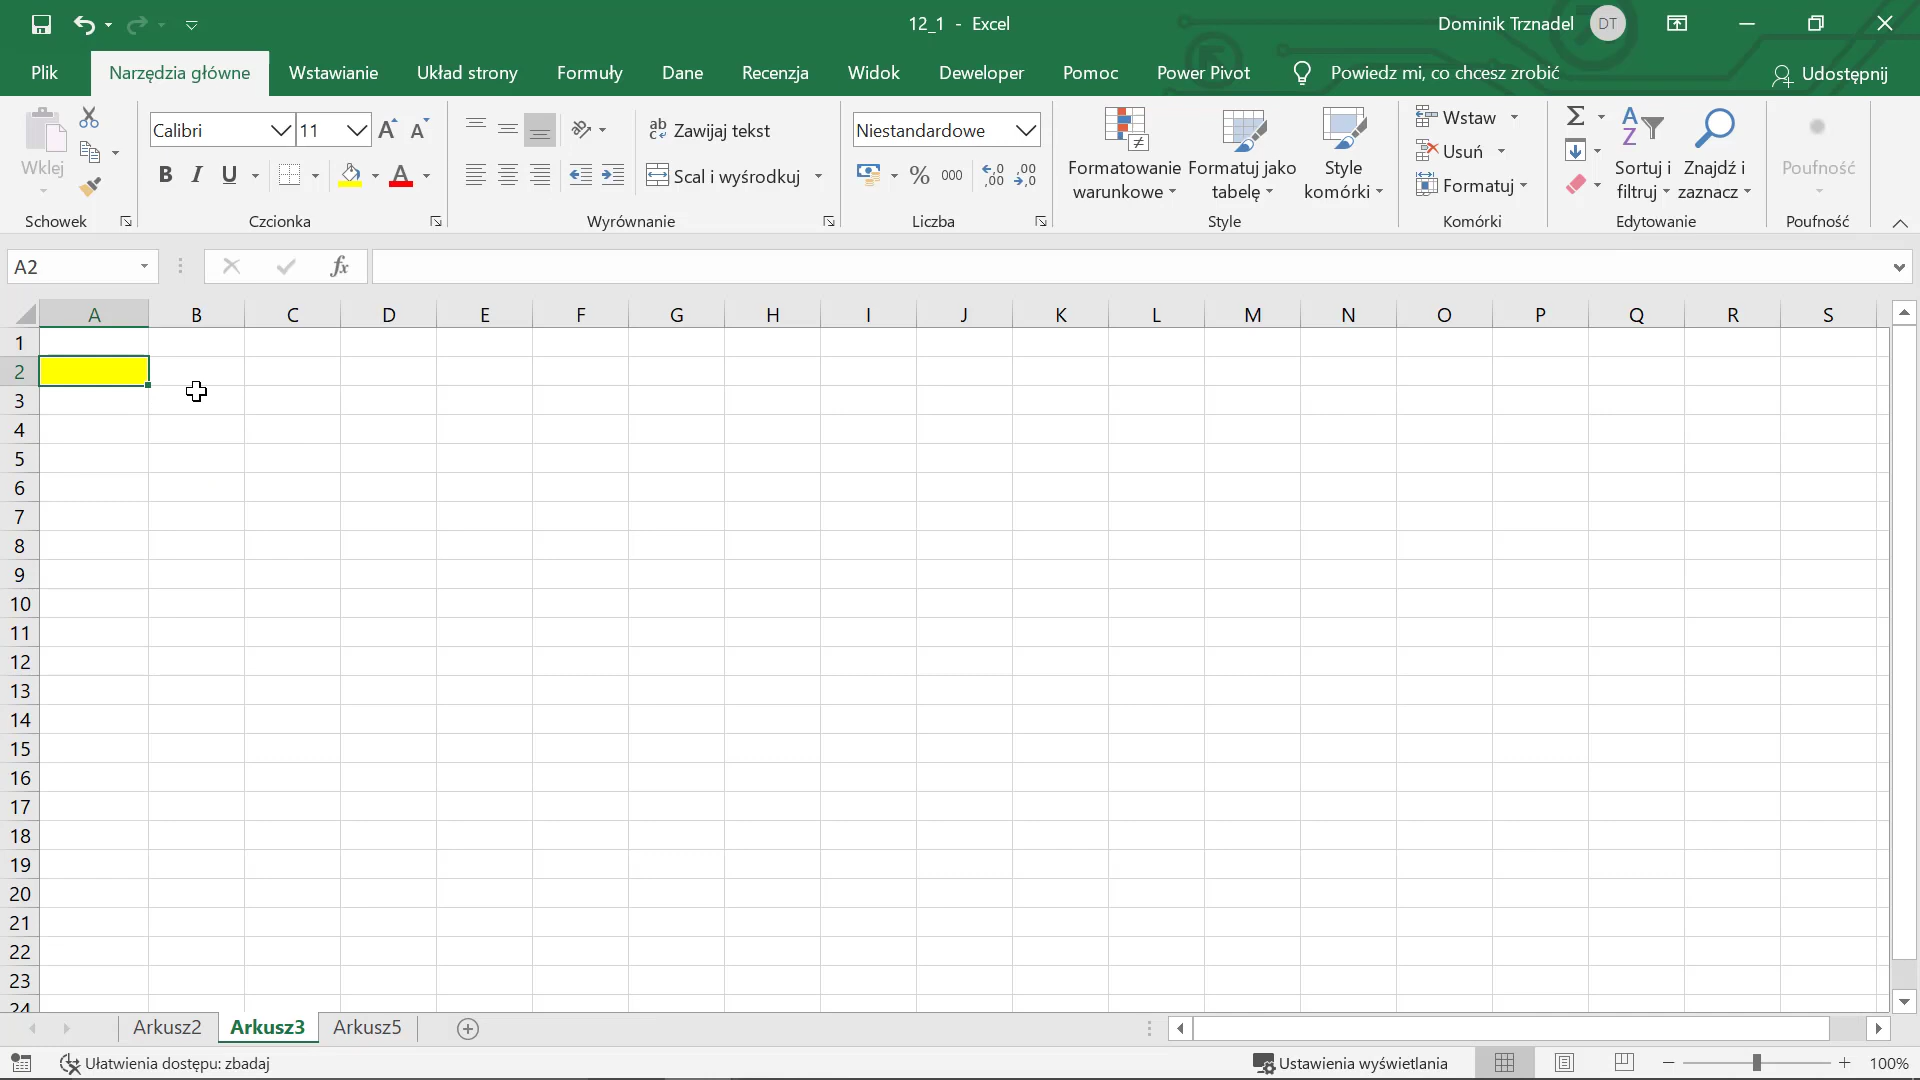 12_1 - Excel
Dominik Trznadel
DT
Plik
Narzędzia główne
Wstawianie
Układ strony
Formuły
Dane
Recenzja
Widok
Deweloper
Pomoc
Power Pivot
Powiedz mi, co chcesz zrobić
Udostępnij
Wklej
Schowek
Calibri
11
B I U
A
Czcionka
ab
Zawijaj tekst
Scal i wyśrodkuj
Wyrównanie
Niestandardowe
% 000
Liczba
Formatowanie
warunkowe
Formatuj jako
tabelę
Style
komórki
Style
Wstaw
Usuń
Formatuj
Komórki
Σ
Sortuj i
filtruj
Znajdź i
zaznacz
Edytowanie
Poufność
Poufność
A2
fx
A B C D E F G H I J K L M N O P Q R S
1
2
3
4
5
6
7
8
9
10
11
12
13
14
15
16
17
18
19
20
21
22
23
24
Arkusz2
Arkusz3
Arkusz5
Ułatwienia dostępu: zbadaj
Ustawienia wyświetlania
100%